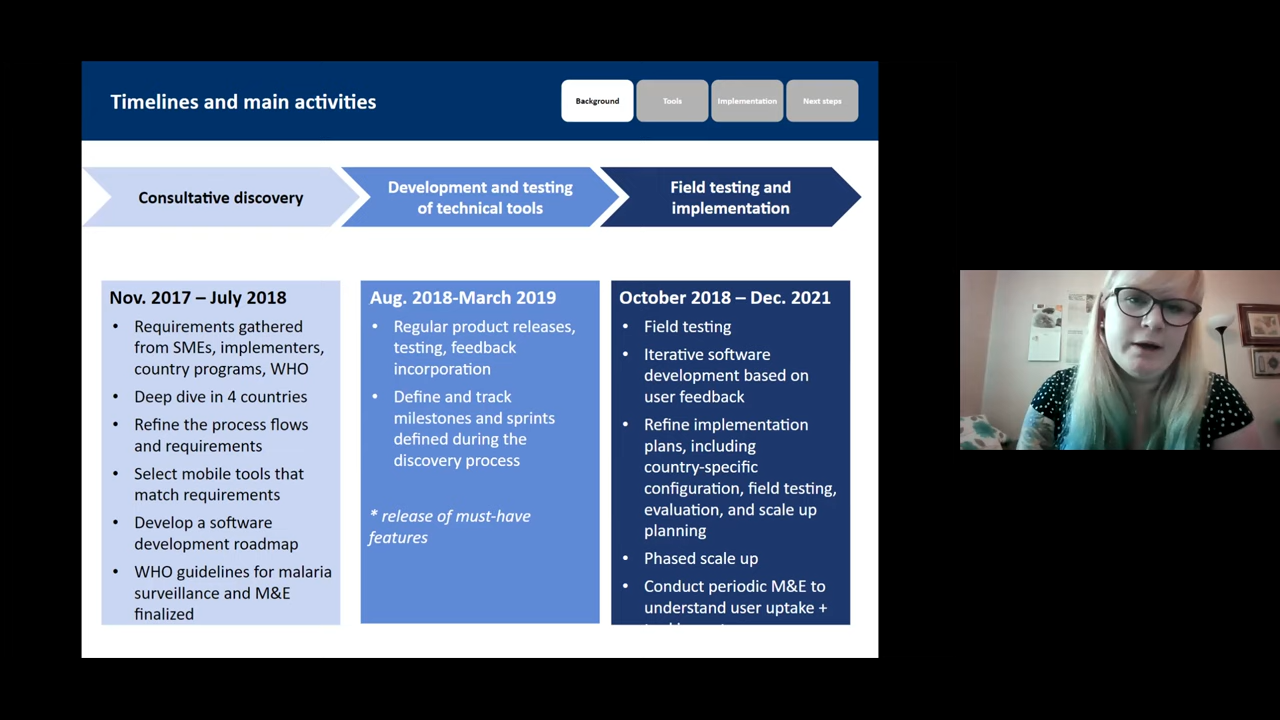 Timelines and main activities
Background
Tools
Implementation
Next steps
Consultative discovery
Development and testing
of technical tools
Field testing and
implementation
Nov. 2017 – July 2018
• Requirements gathered
from SMEs, implementers,
country programs, WHO
• Deep dive in 4 countries
• Refine the process flows
and requirements
• Select mobile tools that
match requirements
• Develop a software
development roadmap
• WHO guidelines for malaria
surveillance and M&E
finalized
Aug. 2018-March 2019
• Regular product releases,
testing, feedback
incorporation
• Define and track
milestones and sprints
defined during the
discovery process
* release of must-have
features
October 2018 – Dec. 2021
• Field testing
• Iterative software
development based on
user feedback
• Refine implementation
plans, including
country-specific
configuration, field testing,
evaluation, and scale up
planning
• Phased scale up
• Conduct periodic M&E to
understand user uptake +